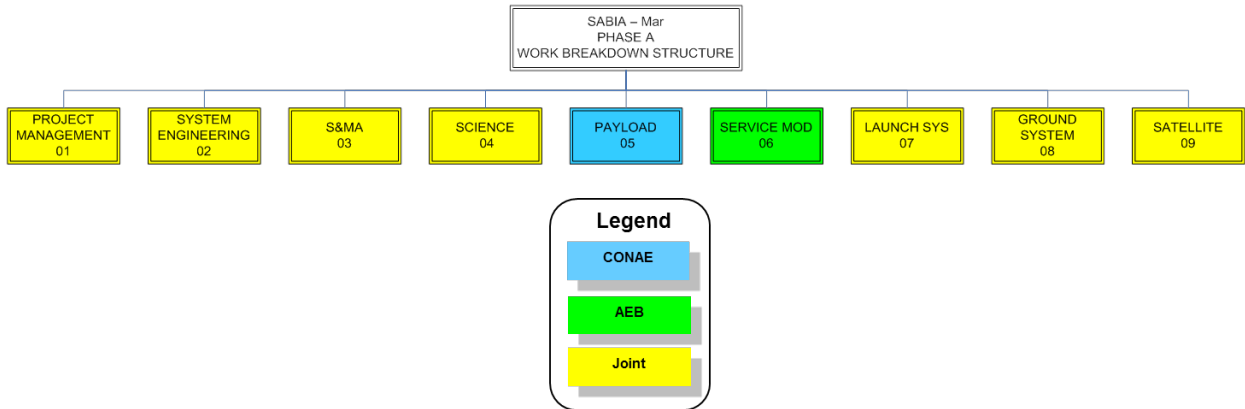 SABIA – Mar
PHASE A
WORK BREAKDOWN STRUCTURE
PROJECT
MANAGEMENT
01
SYSTEM
ENGINEERING
02
S&MA
03
SCIENCE
04
PAYLOAD
05
SERVICE MOD
06
LAUNCH SYS
07
GROUND
SYSTEM
08
SATELLITE
09
Legend
CONAE
AEB
Joint